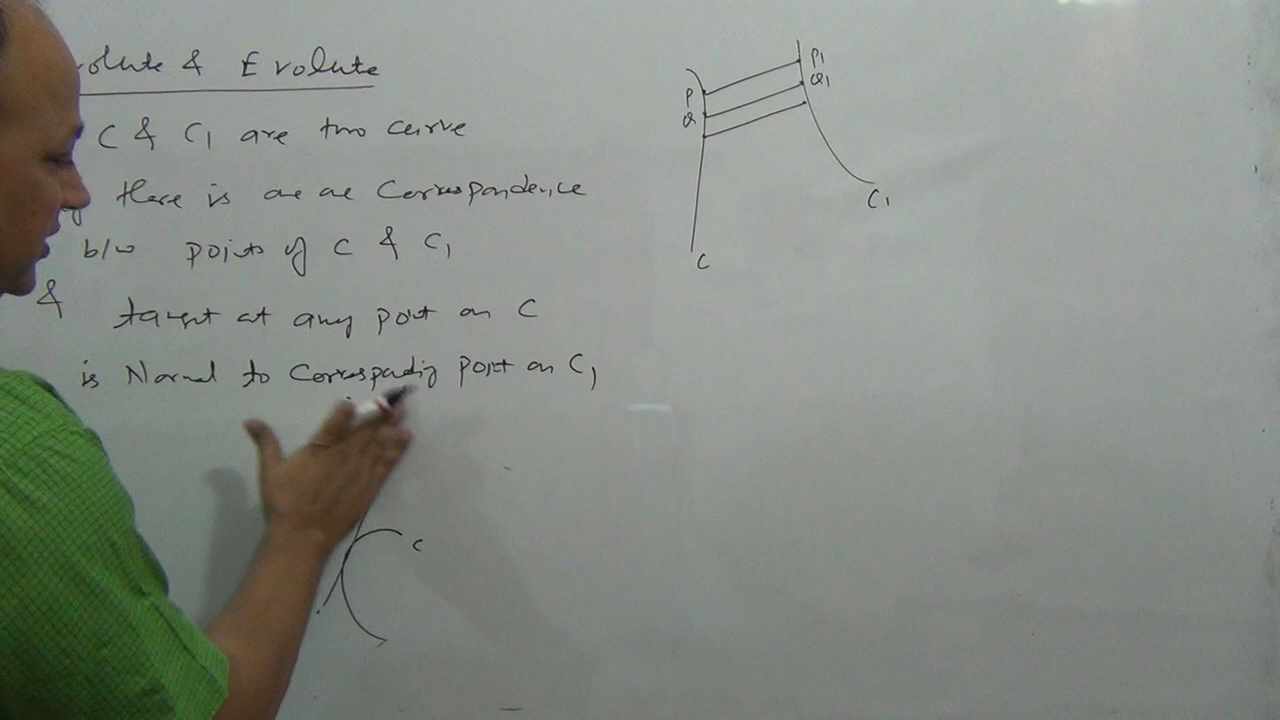 olute & Evolute
C & C1 are two curve
there is one one Correspondence
b/w points of C & C1
& tangent at any point on C
is Normal to Corresponding Point on C1
C
P
Q
P1
Q1
C1
C